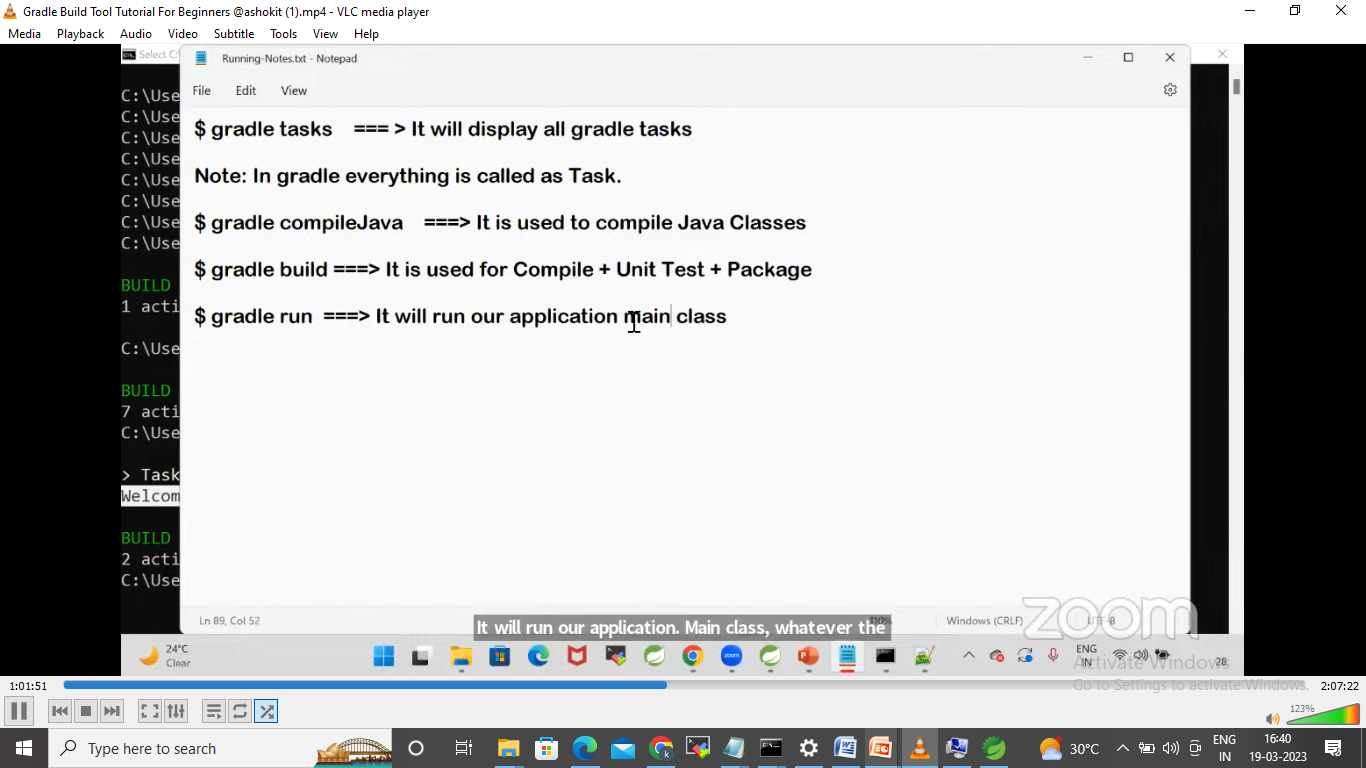 Gradle Build Tool Tutorial For Beginners @ashokit (1).mp4 - VLC media player
Media Playback Audio Video Subtitle Tools View Help
Select C:
Running-Notes.txt - Notepad
File Edit View
$ gradle tasks === > It will display all gradle tasks
Note: In gradle everything is called as Task.
$ gradle compileJava ===> It is used to compile Java Classes
$ gradle build ===> It is used for Compile + Unit Test + Package
$ gradle run ===> It will run our application main class
C:\Use
C:\Use
C:\Use
C:\Use
C:\Use
C:\Use
C:\Use
C:\Use
BUILD
1 acti
C:\Use
BUILD
7 acti
C:\Use
> Task
Welcom
BUILD
2 acti
C:\Use
Ln 89, Col 52
It will run our application. Main class, whatever the
Windows (CRLF)
UTF-8
zoom
24°C
Clear
zoom
ENG
IN
28
Activate Windows
Go to Settings to activate Windows.
1:01:51
2:07:22
123%
Type here to search
30°C
ENG
IN
16:40
19-03-2023